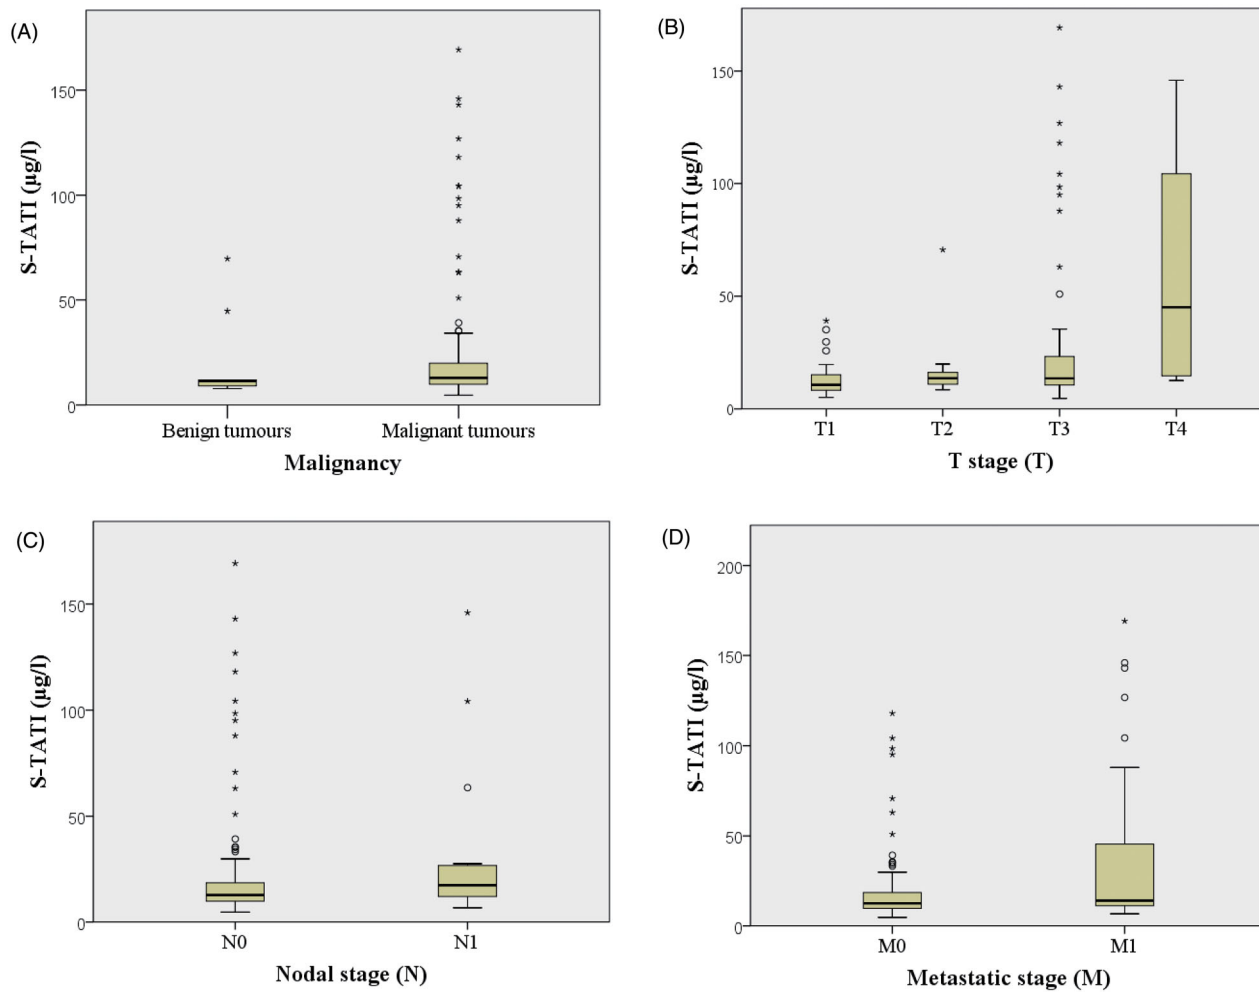 (A)
S-TATI (µg/l)
150
100
50
0
Benign tumours Malignant tumours
Malignancy
(B)
S-TATI (µg/l)
150
100
50
0
T1 T2 T3 T4
T stage (T)
(C)
S-TATI (µg/l)
150
100
50
0
N0 N1
Nodal stage (N)
(D)
S-TATI (µg/l)
200
150
100
50
0
M0 M1
Metastatic stage (M)